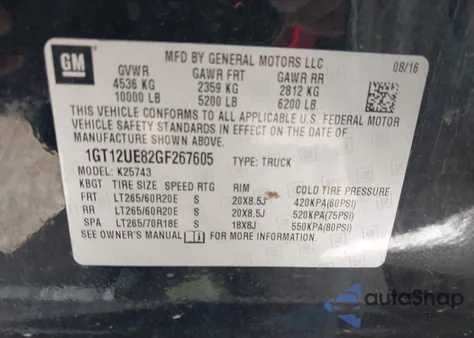 GM
MFD BY GENERAL MOTORS LLC
08/16
GVWR GAWR FRT GAWR RR
4536 KG 2359 KG 2812 KG
10000 LB 5200 LB 6200 LB
THIS VEHICLE CONFORMS TO ALL APPLICABLE U.S. FEDERAL MOTOR
VEHICLE SAFETY STANDARDS IN EFFECT ON THE DATE OF
MANUFACTURE SHOWN ABOVE.
1GT12UE82GF267605 TYPE: TRUCK
MODEL: K25743
KBGT TIRE SIZE SPEED RTG RIM COLD TIRE PRESSURE
FRT LT265/60R20E S 20X8.5J 420KPA(60PSI)
RR LT265/60R20E S 20X8.5J 520KPA(75PSI)
SPA LT265/70R18E S 18X8J 550KPA(80PSI)
SEE OWNER'S MANUAL FOR MORE INFORMATION.
autoSnap